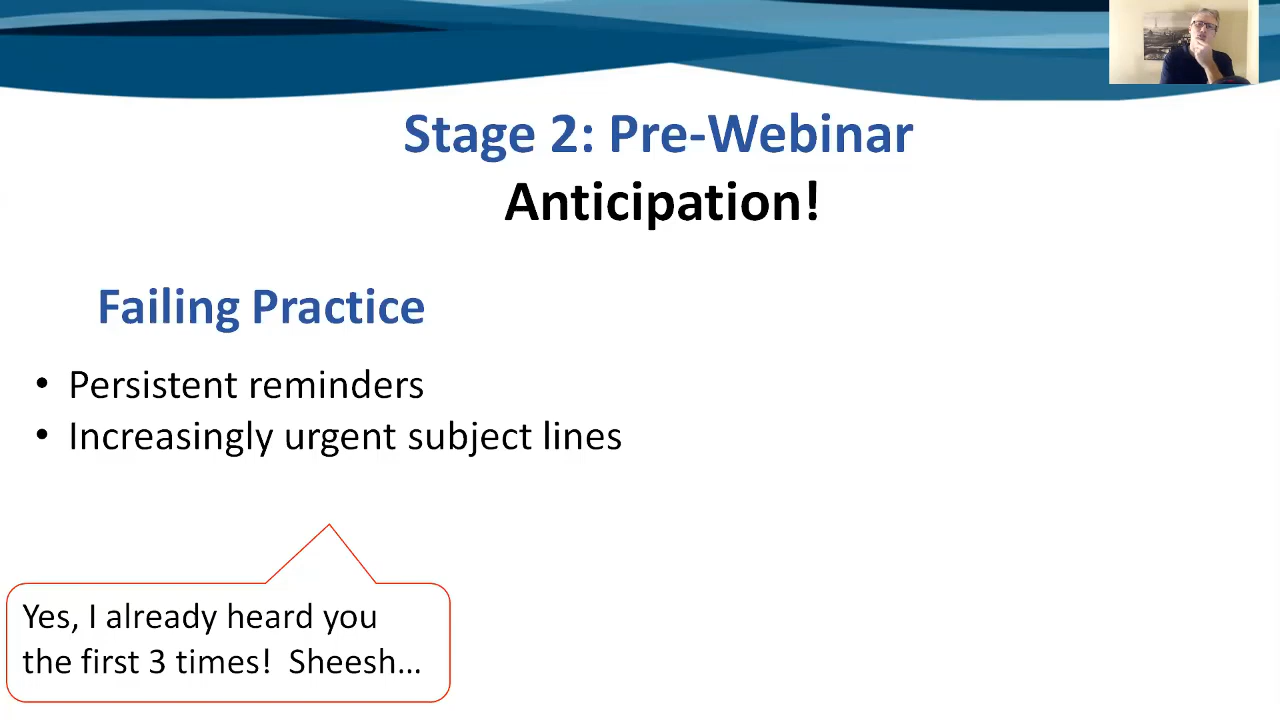 Stage 2: Pre-Webinar
Anticipation!
Failing Practice
• Persistent reminders
• Increasingly urgent subject lines
Yes, I already heard you
the first 3 times!  Sheesh…